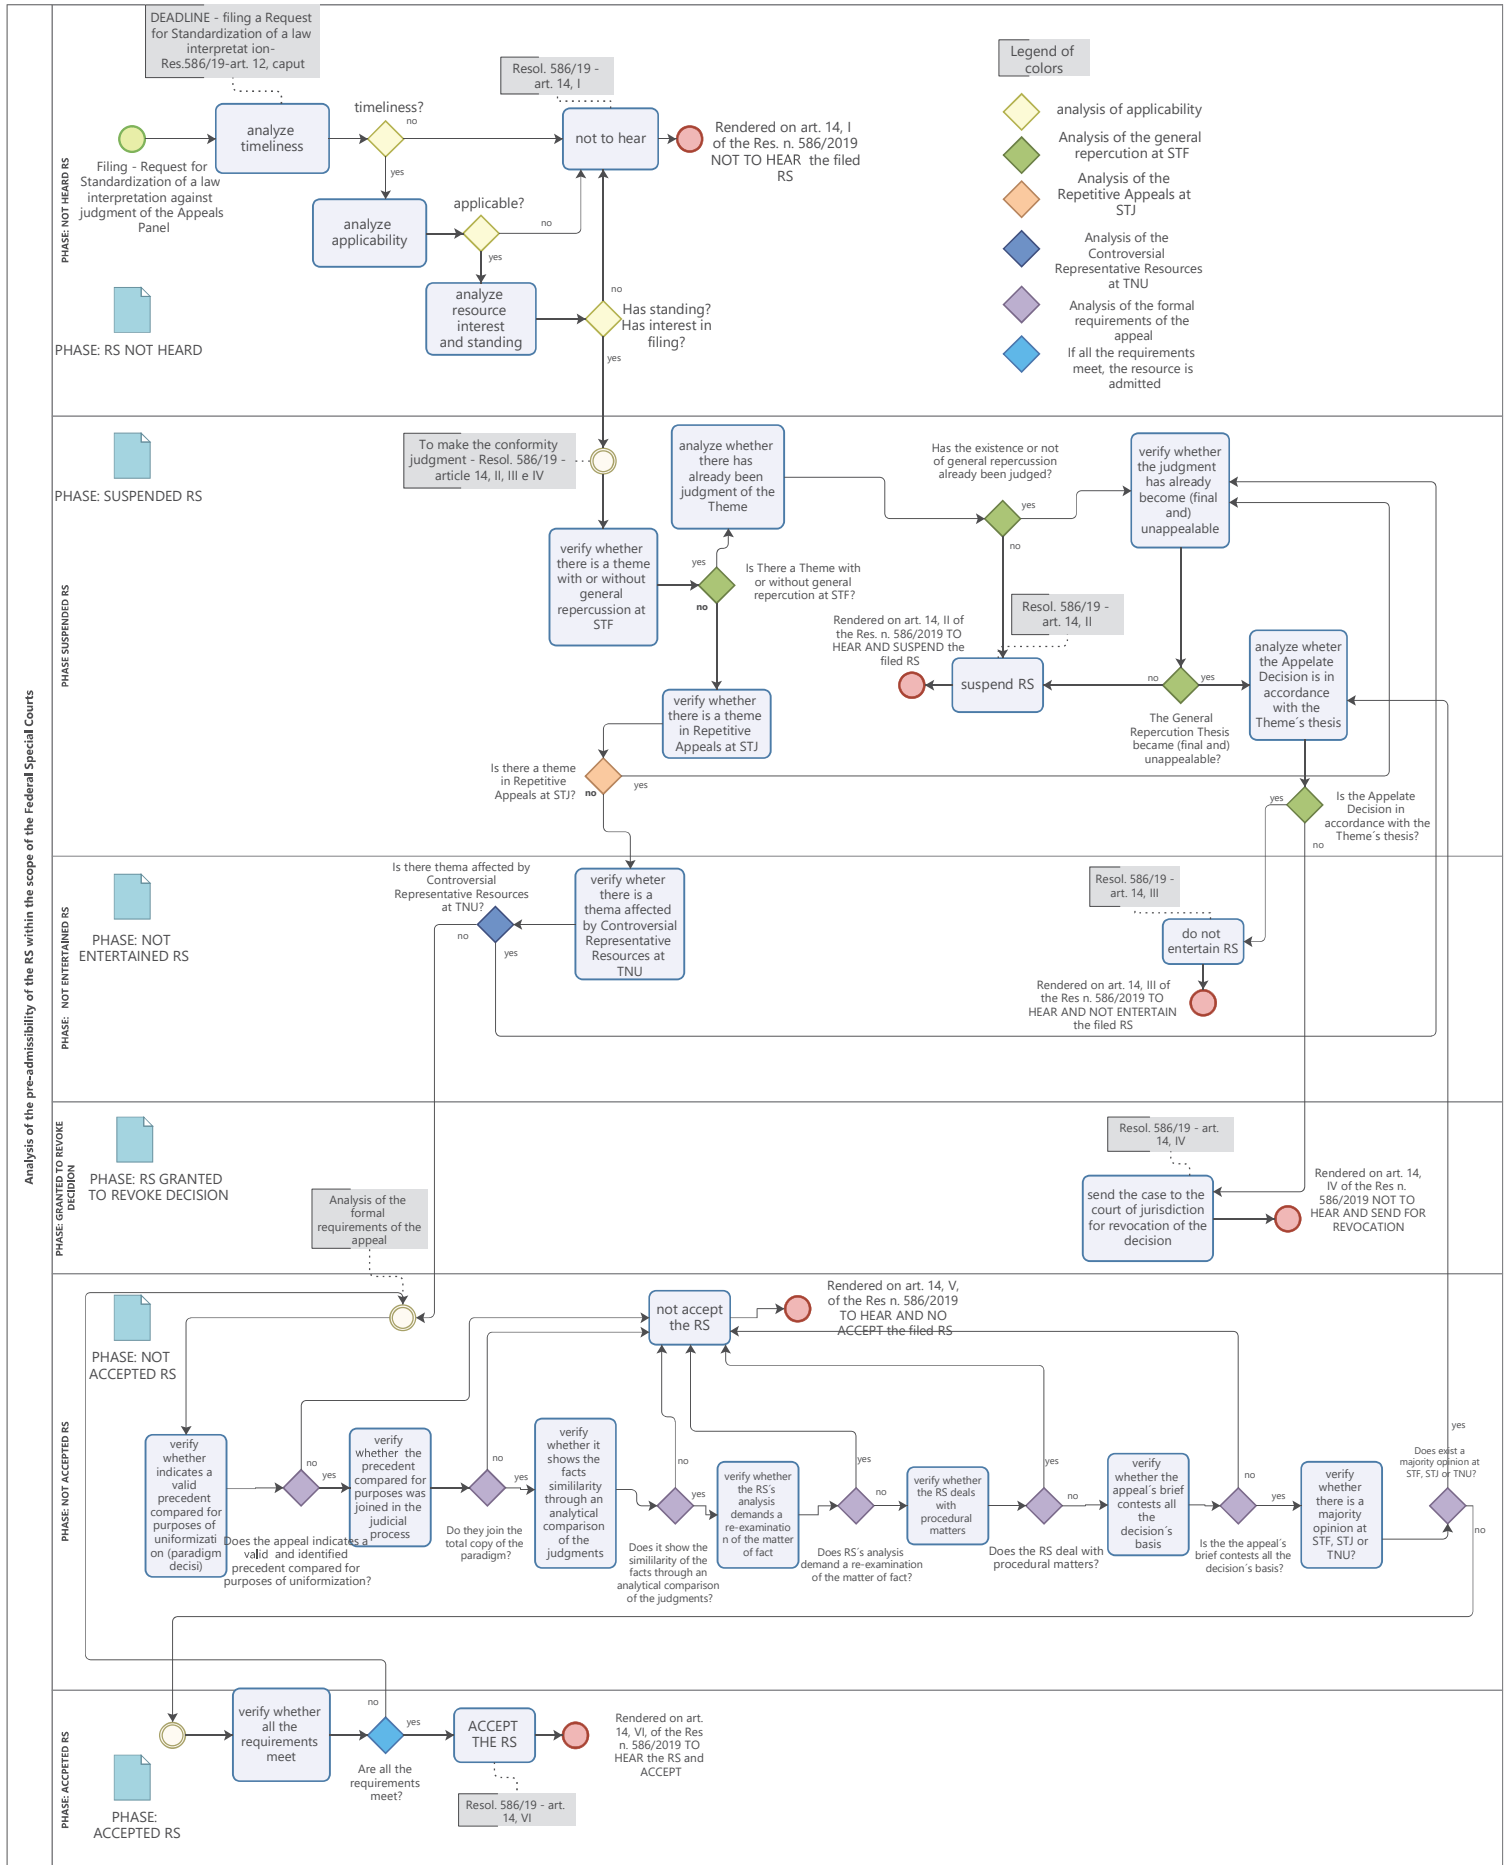 Analysis of the pre-admissibility of the RS within the scope of the Federal Special Courts
PHASE: NOT HEARD RS
DEADLINE - filing a Request
for Standardization of a law
interpretat ion-
Res.586/19-art. 12, caput
Resol. 586/19 -
art. 14, I
Legend of
colors
analysis of applicability
Analysis of the general
repercution at STF
Analysis of the
Repetitive Appeals at
STJ
Analysis of the
Controversial
Representative Resources
at TNU
Analysis of the formal
requirements of the
appeal
If all the requirements
meet, the resource is
admitted
timeliness?
no
yes
analyze
timeliness
not to hear
Rendered on art. 14, I
of the Res. n. 586/2019
NOT TO HEAR the filed
RS
Filing - Request for
Standardization of a law
interpretation against
judgment of the Appeals
Panel
analyze
applicability
applicable?
no
yes
analyze
resource
interest
and standing
no
Has standing?
Has interest in
filing?
yes
PHASE: RS NOT HEARD
PHASE SUSPENDED RS
PHASE: SUSPENDED RS
To make the conformity
judgment - Resol. 586/19 -
article 14, II, III e IV
analyze whether
there has
already been
judgment of the
Theme
Has the existence or not
of general repercussion
already been judged?
yes
no
verify whether
the judgment
has already
become (final
and)
unappealable
verify whether
there is a theme
with or without
general
repercussion at
STF
yes
no
Is There a Theme with
or without general
repercution at STF?
Resol. 586/19 -
art. 14, II
Rendered on art. 14, II of
the Res. n. 586/2019 TO
HEAR AND SUSPEND the
filed RS
suspend RS
no
yes
The General
Repercution Thesis
became (final and)
unappealable?
analyze wheter
the Appelate
Decision is in
accordance
with the
Theme´s thesis
verify whether
there is a theme
in Repetitive
Appeals at STJ
Is there a theme
in Repetitive
Appeals at STJ?
no
yes
yes
Is the Appelate
Decision in
accordance with the
Theme´s thesis?
no
PHASE: NOT ENTERTAINED RS
PHASE: NOT
ENTERTAINED RS
Is there thema affected by
Controversial
Representative Resources
at TNU?
no
yes
verify wheter
there is a
thema affected
by Controversal
Representative
Resources at
TNU
Resol. 586/19 -
art. 14, III
do not
entertain RS
Rendered on art. 14, III of
the Res n. 586/2019 TO
HEAR AND NOT ENTERTAIN
the filed RS
PHASE: GRANTED TO REVOKE
DECIDION
PHASE: RS GRANTED
TO REVOKE DECISION
Analysis of the
formal
requirements of the
appeal
Resol. 586/19 - art.
14, IV
send the case to the
court of jurisdiction
for revocation of the
decision
Rendered on art. 14,
IV of the Res n.
586/2019 NOT TO
HEAR AND SEND FOR
REVOCATION
PHASE: NOT ACCEPTED RS
PHASE: NOT
ACCEPTED RS
not accept
the RS
Rendered on art. 14, V,
of the Res n. 586/2019
TO HEAR AND NO
ACCEPT the filed RS
verify
whether
indicates a
valid
precedent
compared for
purposes of
uniformizati
on (paradigm
decisi)
no
yes
Does the appeal indicates a
valid and identified
precedent compared for
purposes of uniformization?
verify
whether the
precedent
compared for
purposes was
joined in the
judicial
process
no
yes
Do they join the
total copy of the
paradigm?
verify
whether it
shows the
facts
simililarity
through an
analytical
comparison
of the
judgments
no
yes
Does it show the
simililarity of the
facts through an
analytical comparison
of the judgments?
verify whether
the RS´s
analysis
demands a
re-examinatio
n of the matter
of fact
yes
no
Does RS´s analysis
demand a re-examination
of the matter of fact?
verify whether
the RS deals
with
procedural
matters
yes
no
Does the RS deal with
procedural matters?
verify
whether the
appeal´s brief
contests all
the
decision´s
basis
no
yes
Is the the appeal´s
brief contests all the
decision´s basis?
verify
whether
there is a
majority
opinion at
STF, STJ or
TNU?
yes
Does exist a
majority opinion at
STF, STJ or TNU?
no
PHASE: ACCPETED RS
PHASE:
ACCEPTED RS
verify whether
all the
requirements
meet
no
yes
Are all the
requirements
meet?
ACCEPT
THE RS
Resol. 586/19 - art.
14, VI
Rendered on art.
14, VI, of the Res
n. 586/2019 TO
HEAR the RS and
ACCEPT